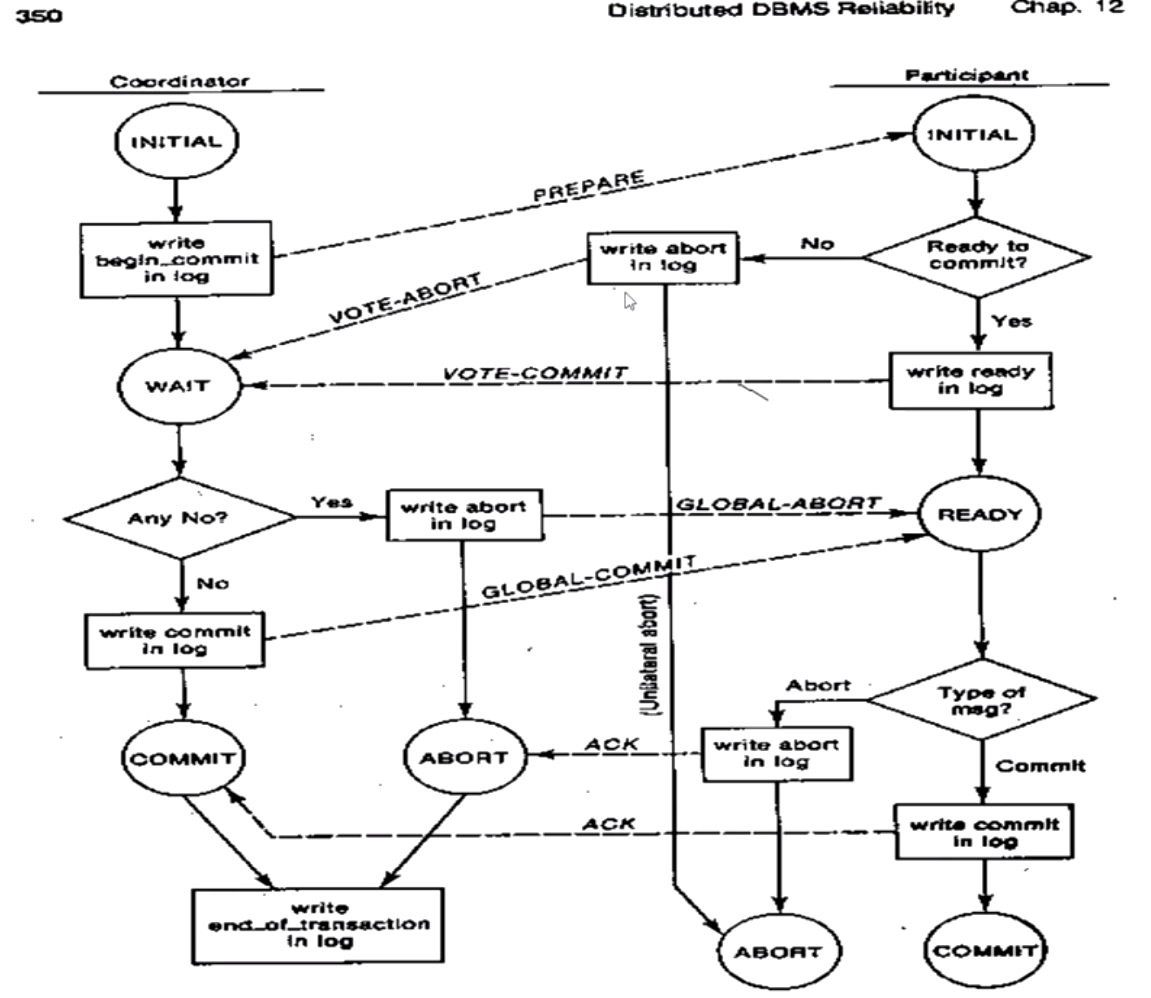 350
Distributed DBMS Reliability Chap. 12
Coordinator
Participant
INITIAL
INITIAL
PREPARE
write
begin_commit
in log
write abort
in log
No
Ready to
commit?
VOTE-ABORT
Yes
WAIT
VOTE-COMMIT
write ready
in log
Any No?
Yes
write abort
in log
GLOBAL-ABORT
READY
No
GLOBAL-COMMIT
write commit
in log
(Unilateral abort)
Abort
Type of
msg?
COMMIT
ABORT
ACK
write abort
in log
Commit
ACK
write commit
in log
write
end_of_transaction
in log
ABORT
COMMIT